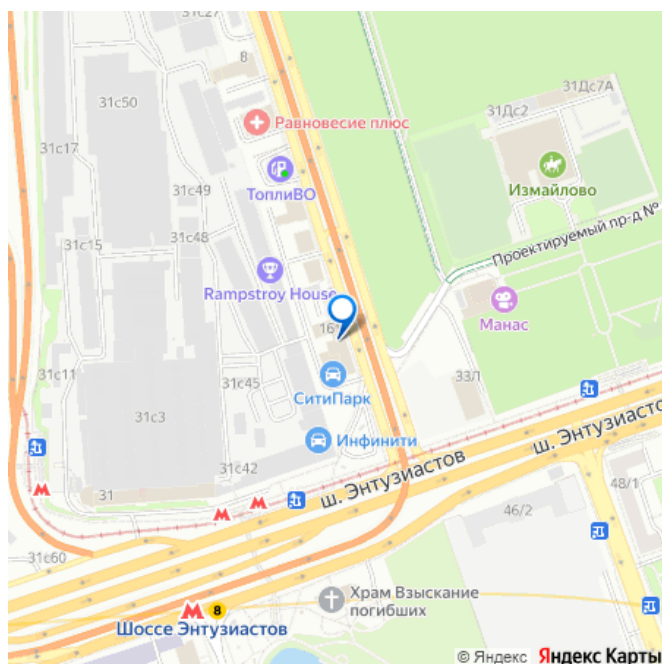 31с27
8
31с50
Равновесие плюс
31Дс7А
31Дс2
31с17
ТоплиВО
Измайлово
31с49
31с48
31с15
Проектируемый пр-д №
Rampstroy House
Манас
31с11
31с45
33Л
СитиПарк
31с3
Инфинити
ш. Энтузиастов
31с42
ш. Энтузиастов
48/1
31
46/2
31с60
Храм Взыскание
погибших
8
Шоссе Энтузиастов
© Яндекс Яндекс Карты